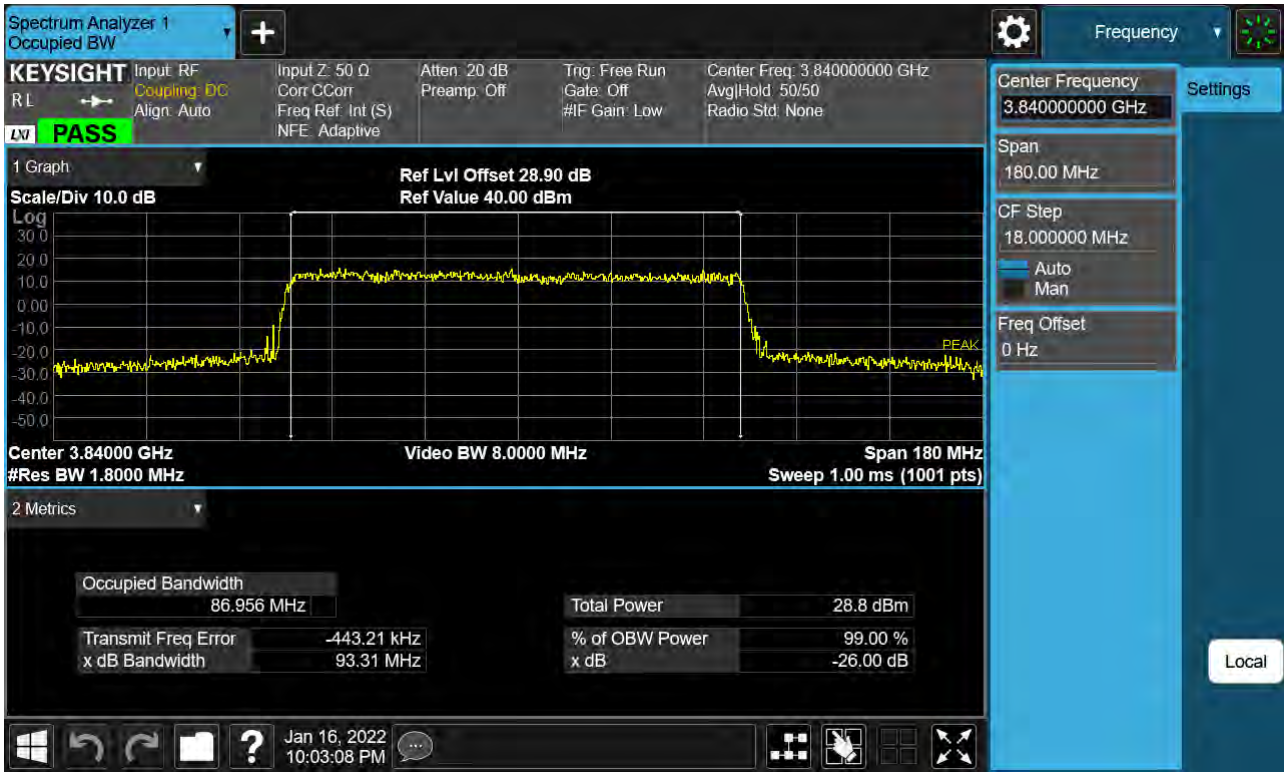 Spectrum Analyzer 1
Occupied BW
Frequency
KEYSIGHT
RL
LXI
PASS
Input: RF
Coupling: DC
Align: Auto
Input Z: 50 Ω
Corr CCorr
Freq Ref: Int (S)
NFE: Adaptive
Atten: 20 dB
Preamp: Off
Trig: Free Run
Gate: Off
#IF Gain: Low
Center Freq: 3.840000000 GHz
Avg|Hold: 50/50
Radio Std: None
Center Frequency
3.840000000 GHz
Settings
Span
180.00 MHz
CF Step
18.000000 MHz
Auto
Man
Freq Offset
0 Hz
1 Graph
Ref Lvl Offset 28.90 dB
Scale/Div 10.0 dB
Ref Value 40.00 dBm
Log
30.0
20.0
10.0
0.00
-10.0
-20.0
-30.0
-40.0
-50.0
PEAK
Center 3.84000 GHz
Video BW 8.0000 MHz
Span 180 MHz
#Res BW 1.8000 MHz
Sweep 1.00 ms (1001 pts)
2 Metrics
Occupied Bandwidth
86.956 MHz
Total Power 28.8 dBm
Transmit Freq Error -443.21 kHz
% of OBW Power 99.00 %
x dB Bandwidth 93.31 MHz
x dB -26.00 dB
Local
?
Jan 16, 2022
10:03:08 PM